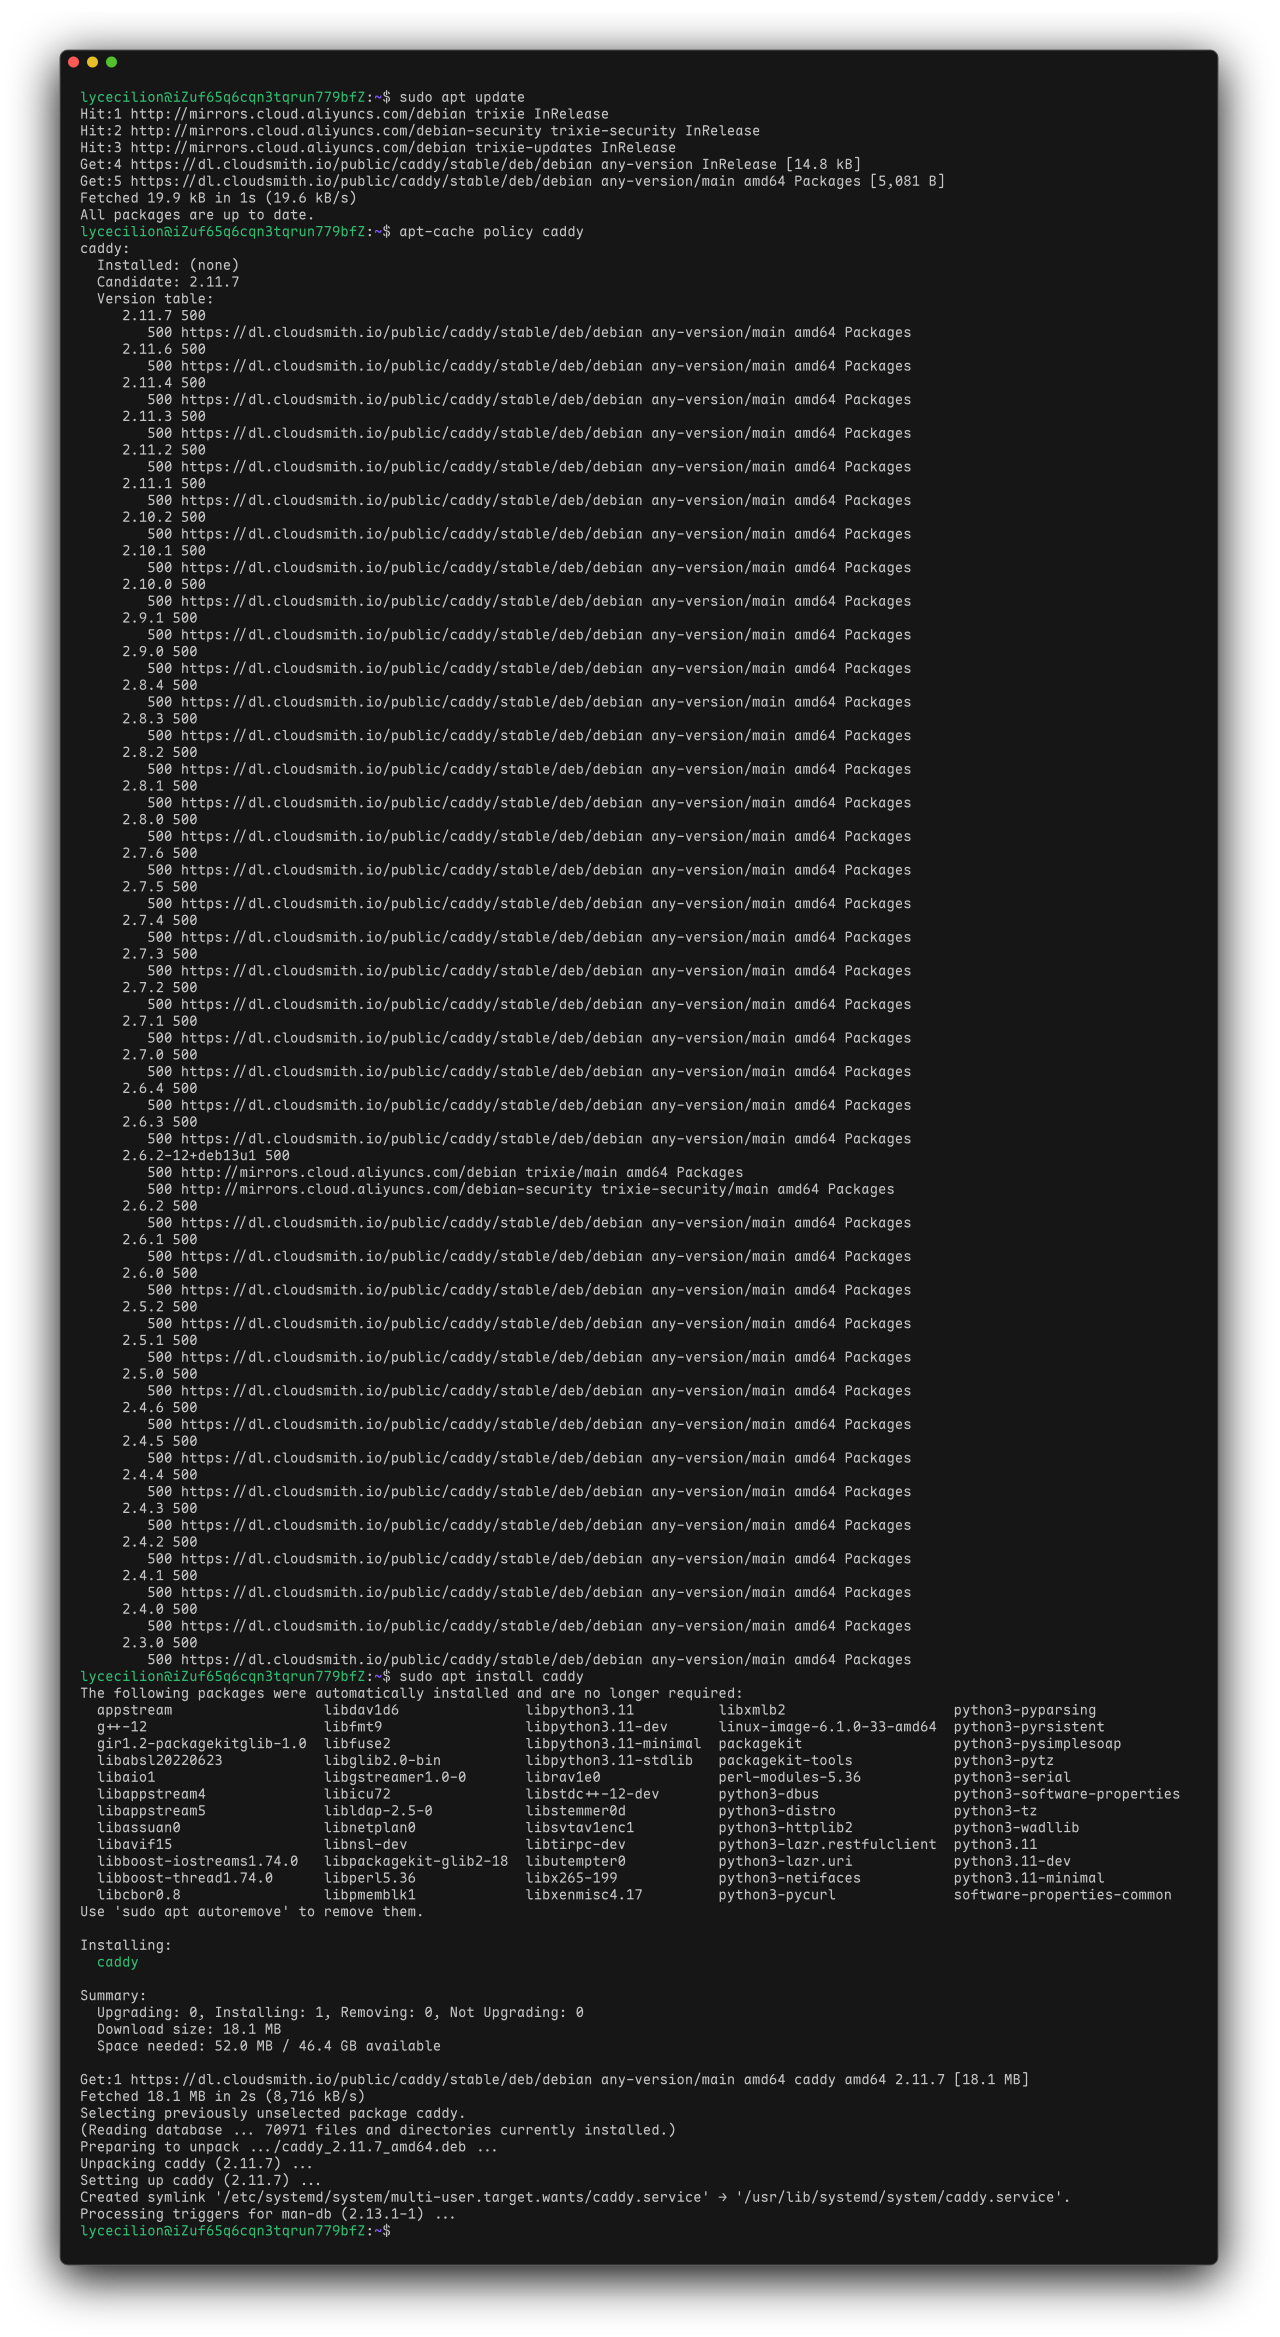 lycecilion@iZuf65q6cqn3tqrun779bfZ:~$ sudo apt update
Hit:1 http://mirrors.cloud.aliyuncs.com/debian trixie InRelease
Hit:2 http://mirrors.cloud.aliyuncs.com/debian-security trixie-security InRelease
Hit:3 http://mirrors.cloud.aliyuncs.com/debian trixie-updates InRelease
Get:4 https://dl.cloudsmith.io/public/caddy/stable/deb/debian any-version InRelease [14.8 kB]
Get:5 https://dl.cloudsmith.io/public/caddy/stable/deb/debian any-version/main amd64 Packages [5,081 B]
Fetched 19.9 kB in 1s (19.6 kB/s)
All packages are up to date.
lycecilion@iZuf65q6cqn3tqrun779bfZ:~$ apt-cache policy caddy
caddy:
  Installed: (none)
  Candidate: 2.11.7
  Version table:
     2.11.7 500
        500 https://dl.cloudsmith.io/public/caddy/stable/deb/debian any-version/main amd64 Packages
     2.11.6 500
        500 https://dl.cloudsmith.io/public/caddy/stable/deb/debian any-version/main amd64 Packages
     2.11.4 500
        500 https://dl.cloudsmith.io/public/caddy/stable/deb/debian any-version/main amd64 Packages
     2.11.3 500
        500 https://dl.cloudsmith.io/public/caddy/stable/deb/debian any-version/main amd64 Packages
     2.11.2 500
        500 https://dl.cloudsmith.io/public/caddy/stable/deb/debian any-version/main amd64 Packages
     2.11.1 500
        500 https://dl.cloudsmith.io/public/caddy/stable/deb/debian any-version/main amd64 Packages
     2.10.2 500
        500 https://dl.cloudsmith.io/public/caddy/stable/deb/debian any-version/main amd64 Packages
     2.10.1 500
        500 https://dl.cloudsmith.io/public/caddy/stable/deb/debian any-version/main amd64 Packages
     2.10.0 500
        500 https://dl.cloudsmith.io/public/caddy/stable/deb/debian any-version/main amd64 Packages
     2.9.1 500
        500 https://dl.cloudsmith.io/public/caddy/stable/deb/debian any-version/main amd64 Packages
     2.9.0 500
        500 https://dl.cloudsmith.io/public/caddy/stable/deb/debian any-version/main amd64 Packages
     2.8.4 500
        500 https://dl.cloudsmith.io/public/caddy/stable/deb/debian any-version/main amd64 Packages
     2.8.3 500
        500 https://dl.cloudsmith.io/public/caddy/stable/deb/debian any-version/main amd64 Packages
     2.8.2 500
        500 https://dl.cloudsmith.io/public/caddy/stable/deb/debian any-version/main amd64 Packages
     2.8.1 500
        500 https://dl.cloudsmith.io/public/caddy/stable/deb/debian any-version/main amd64 Packages
     2.8.0 500
        500 https://dl.cloudsmith.io/public/caddy/stable/deb/debian any-version/main amd64 Packages
     2.7.6 500
        500 https://dl.cloudsmith.io/public/caddy/stable/deb/debian any-version/main amd64 Packages
     2.7.5 500
        500 https://dl.cloudsmith.io/public/caddy/stable/deb/debian any-version/main amd64 Packages
     2.7.4 500
        500 https://dl.cloudsmith.io/public/caddy/stable/deb/debian any-version/main amd64 Packages
     2.7.3 500
        500 https://dl.cloudsmith.io/public/caddy/stable/deb/debian any-version/main amd64 Packages
     2.7.2 500
        500 https://dl.cloudsmith.io/public/caddy/stable/deb/debian any-version/main amd64 Packages
     2.7.1 500
        500 https://dl.cloudsmith.io/public/caddy/stable/deb/debian any-version/main amd64 Packages
     2.7.0 500
        500 https://dl.cloudsmith.io/public/caddy/stable/deb/debian any-version/main amd64 Packages
     2.6.4 500
        500 https://dl.cloudsmith.io/public/caddy/stable/deb/debian any-version/main amd64 Packages
     2.6.3 500
        500 https://dl.cloudsmith.io/public/caddy/stable/deb/debian any-version/main amd64 Packages
     2.6.2-12+deb13u1 500
        500 http://mirrors.cloud.aliyuncs.com/debian trixie/main amd64 Packages
        500 http://mirrors.cloud.aliyuncs.com/debian-security trixie-security/main amd64 Packages
     2.6.2 500
        500 https://dl.cloudsmith.io/public/caddy/stable/deb/debian any-version/main amd64 Packages
     2.6.1 500
        500 https://dl.cloudsmith.io/public/caddy/stable/deb/debian any-version/main amd64 Packages
     2.6.0 500
        500 https://dl.cloudsmith.io/public/caddy/stable/deb/debian any-version/main amd64 Packages
     2.5.2 500
        500 https://dl.cloudsmith.io/public/caddy/stable/deb/debian any-version/main amd64 Packages
     2.5.1 500
        500 https://dl.cloudsmith.io/public/caddy/stable/deb/debian any-version/main amd64 Packages
     2.5.0 500
        500 https://dl.cloudsmith.io/public/caddy/stable/deb/debian any-version/main amd64 Packages
     2.4.6 500
        500 https://dl.cloudsmith.io/public/caddy/stable/deb/debian any-version/main amd64 Packages
     2.4.5 500
        500 https://dl.cloudsmith.io/public/caddy/stable/deb/debian any-version/main amd64 Packages
     2.4.4 500
        500 https://dl.cloudsmith.io/public/caddy/stable/deb/debian any-version/main amd64 Packages
     2.4.3 500
        500 https://dl.cloudsmith.io/public/caddy/stable/deb/debian any-version/main amd64 Packages
     2.4.2 500
        500 https://dl.cloudsmith.io/public/caddy/stable/deb/debian any-version/main amd64 Packages
     2.4.1 500
        500 https://dl.cloudsmith.io/public/caddy/stable/deb/debian any-version/main amd64 Packages
     2.4.0 500
        500 https://dl.cloudsmith.io/public/caddy/stable/deb/debian any-version/main amd64 Packages
     2.3.0 500
        500 https://dl.cloudsmith.io/public/caddy/stable/deb/debian any-version/main amd64 Packages
lycecilion@iZuf65q6cqn3tqrun779bfZ:~$ sudo apt install caddy
The following packages were automatically installed and are no longer required:
  appstream                  libdav1d6               libpython3.11          libxmlb2                    python3-pyparsing
  g++-12                     libfmt9                 libpython3.11-dev      linux-image-6.1.0-33-amd64  python3-pyrsistent
  gir1.2-packagekitglib-1.0  libfuse2                libpython3.11-minimal  packagekit                  python3-pysimplesoap
  libabsl20220623            libglib2.0-bin          libpython3.11-stdlib   packagekit-tools            python3-pytz
  libaio1                    libgstreamer1.0-0       librav1e0              perl-modules-5.36           python3-serial
  libappstream4              libicu72                libstdc++-12-dev       python3-dbus                python3-software-properties
  libappstream5              libldap-2.5-0           libstemmer0d           python3-distro              python3-tz
  libassuan0                 libnetplan0             libsvtav1enc1          python3-httplib2            python3-wadllib
  libavif15                  libnsl-dev              libtirpc-dev           python3-lazr.restfulclient  python3.11
  libboost-iostreams1.74.0   libpackagekit-glib2-18  libutempter0           python3-lazr.uri            python3.11-dev
  libboost-thread1.74.0      libperl5.36             libx265-199            python3-netifaces           python3.11-minimal
  libcbor0.8                 libpmemblk1             libxenmisc4.17         python3-pycurl              software-properties-common
Use 'sudo apt autoremove' to remove them.

Installing:
  caddy

Summary:
  Upgrading: 0, Installing: 1, Removing: 0, Not Upgrading: 0
  Download size: 18.1 MB
  Space needed: 52.0 MB / 46.4 GB available

Get:1 https://dl.cloudsmith.io/public/caddy/stable/deb/debian any-version/main amd64 caddy amd64 2.11.7 [18.1 MB]
Fetched 18.1 MB in 2s (8,716 kB/s)
Selecting previously unselected package caddy.
(Reading database ... 70971 files and directories currently installed.)
Preparing to unpack .../caddy_2.11.7_amd64.deb ...
Unpacking caddy (2.11.7) ...
Setting up caddy (2.11.7) ...
Created symlink '/etc/systemd/system/multi-user.target.wants/caddy.service' → '/usr/lib/systemd/system/caddy.service'.
Processing triggers for man-db (2.13.1-1) ...
lycecilion@iZuf65q6cqn3tqrun779bfZ:~$